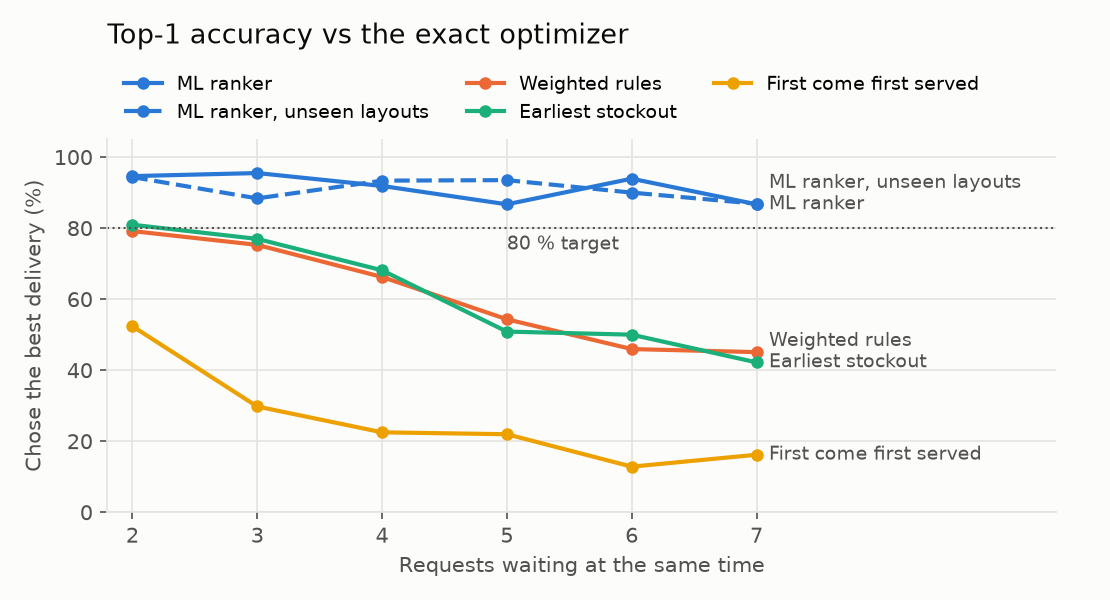 Top-1 accuracy vs the exact optimizer
ML ranker
Weighted rules
First come first served
ML ranker, unseen layouts
Earliest stockout
100
80
60
40
20
0
Chose the best delivery (%)
ML ranker, unseen layouts
ML ranker
80 % target
Weighted rules
Earliest stockout
First come first served
2 3 4 5 6 7
Requests waiting at the same time